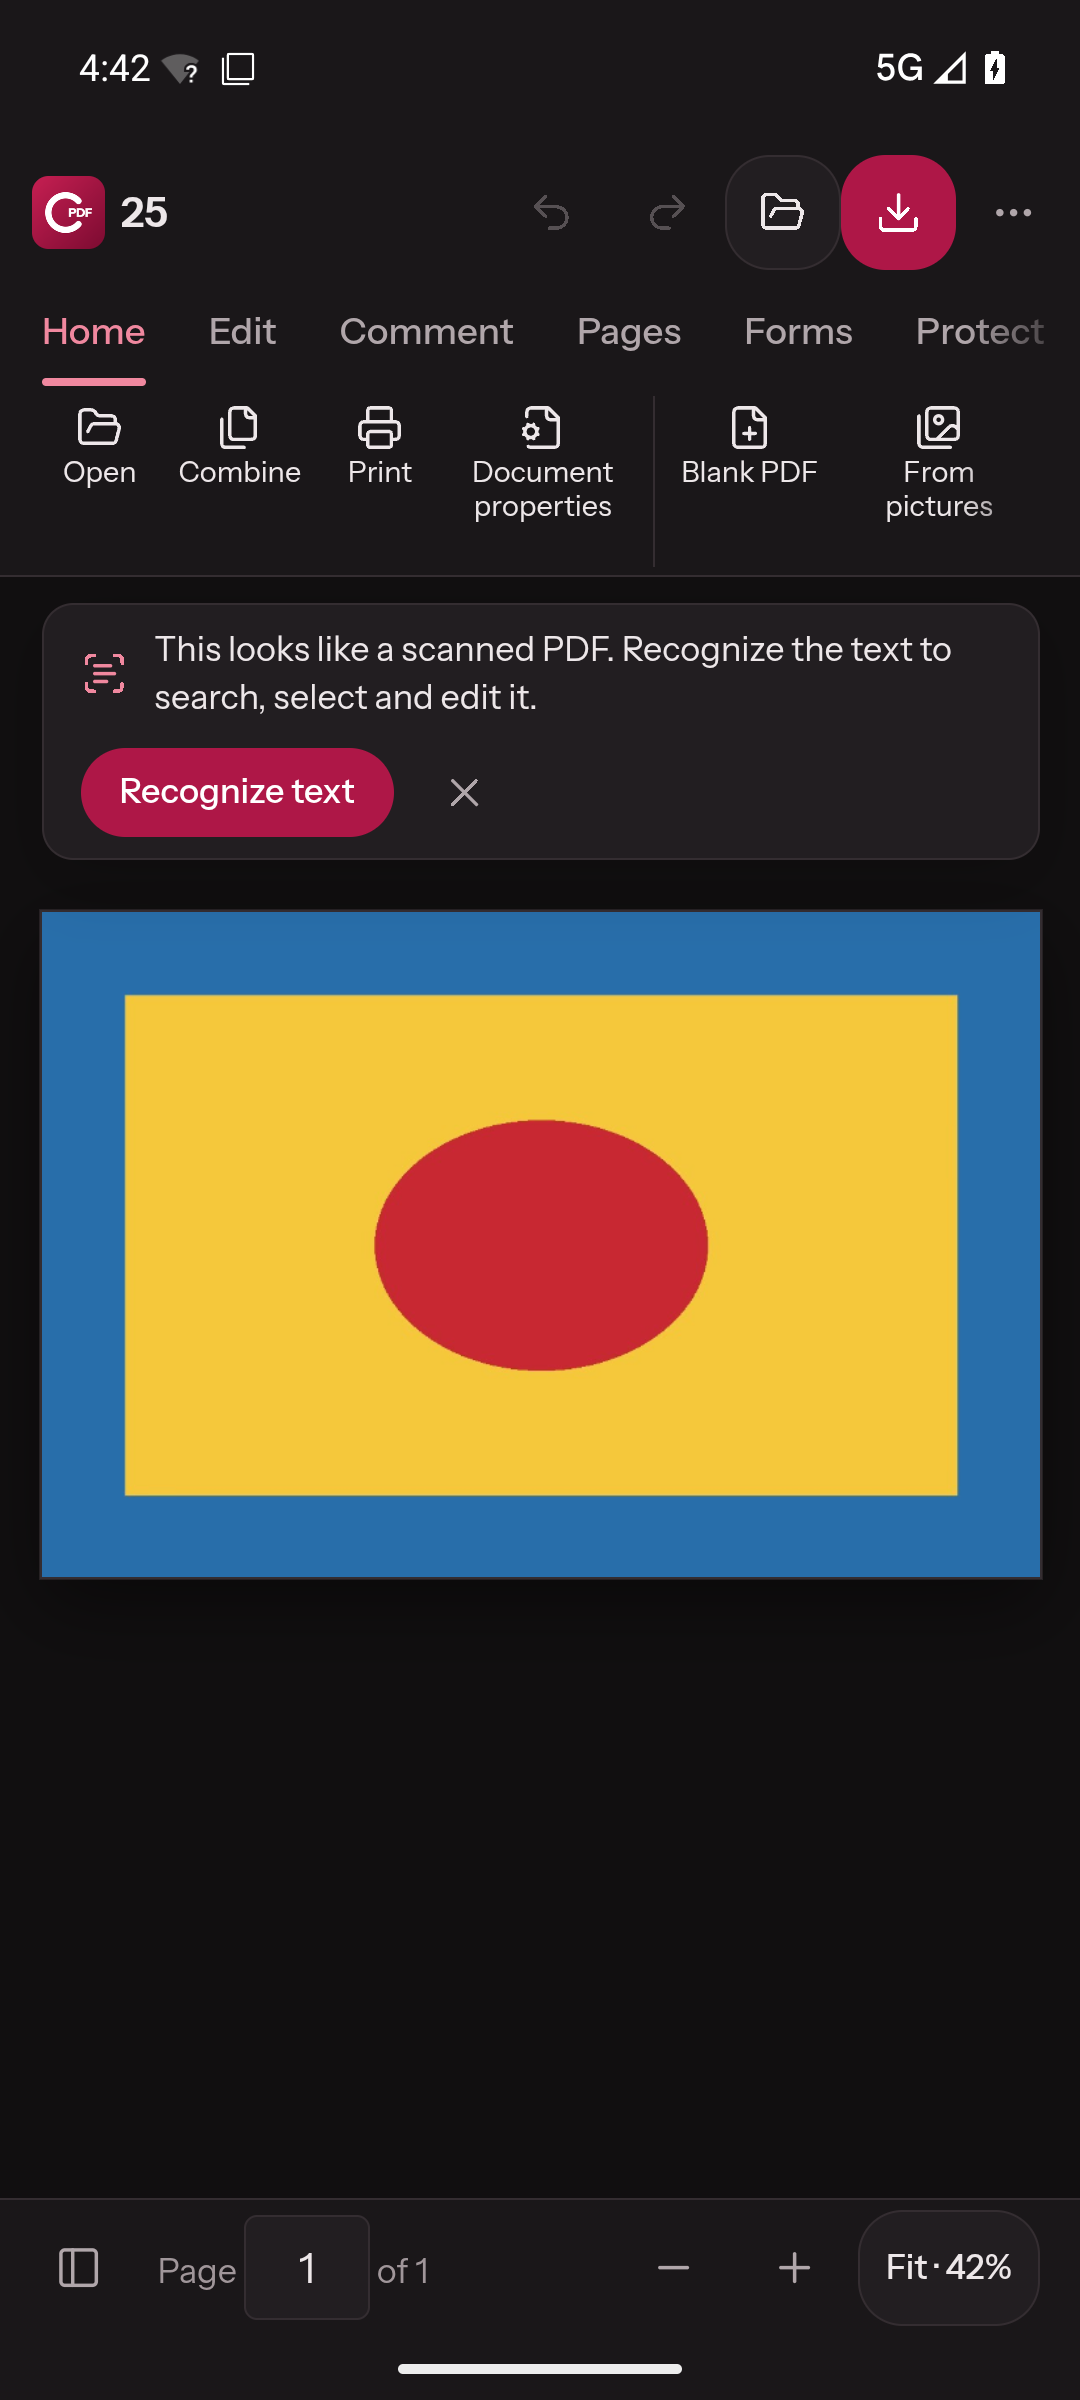 4:42
5G
PDF
25
Home Edit Comment Pages Forms Protect
Open Combine Print Document properties Blank PDF From pictures
This looks like a scanned PDF. Recognize the text to
search, select and edit it.
Recognize text
Page 1 of 1
Fit · 42%